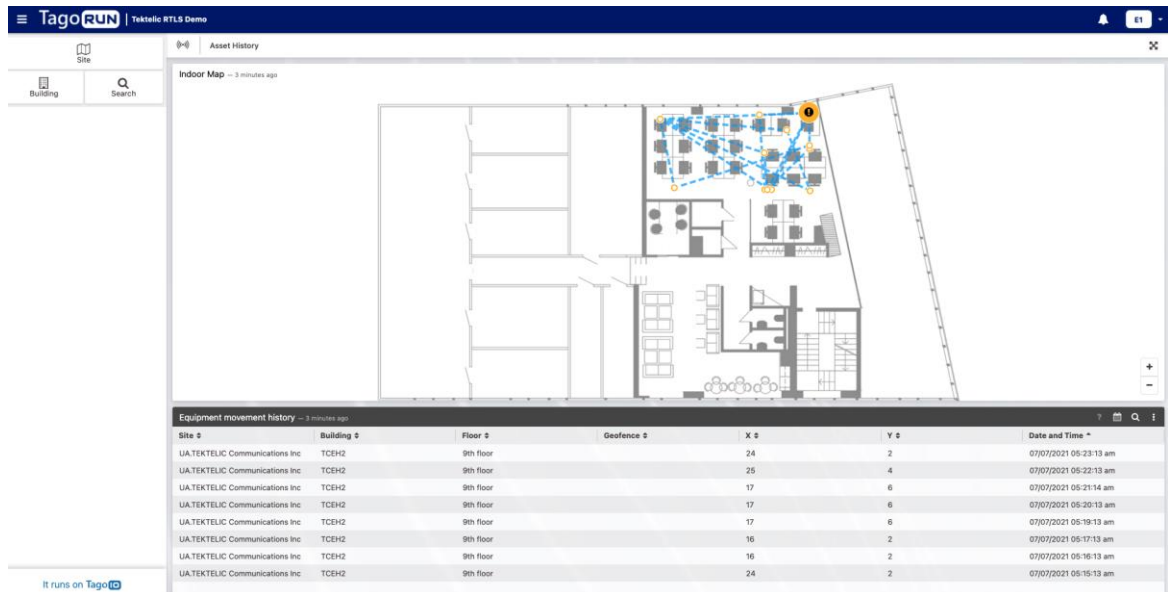 TagoRUN | Tektelic RTLS Demo
E1
Site
Building
Search
Asset History
Indoor Map — 3 minutes ago
+
−
Equipment movement history — 3 minutes ago
?
Site Building Floor Geofence X Y Date and Time
UA.TEKTELIC Communications Inc TCEH2 9th floor 24 2 07/07/2021 05:23:13 am
UA.TEKTELIC Communications Inc TCEH2 9th floor 25 4 07/07/2021 05:22:13 am
UA.TEKTELIC Communications Inc TCEH2 9th floor 17 6 07/07/2021 05:21:14 am
UA.TEKTELIC Communications Inc TCEH2 9th floor 17 6 07/07/2021 05:20:13 am
UA.TEKTELIC Communications Inc TCEH2 9th floor 17 6 07/07/2021 05:19:13 am
UA.TEKTELIC Communications Inc TCEH2 9th floor 16 2 07/07/2021 05:17:13 am
UA.TEKTELIC Communications Inc TCEH2 9th floor 16 2 07/07/2021 05:16:13 am
UA.TEKTELIC Communications Inc TCEH2 9th floor 24 2 07/07/2021 05:15:13 am
It runs on TagoIO